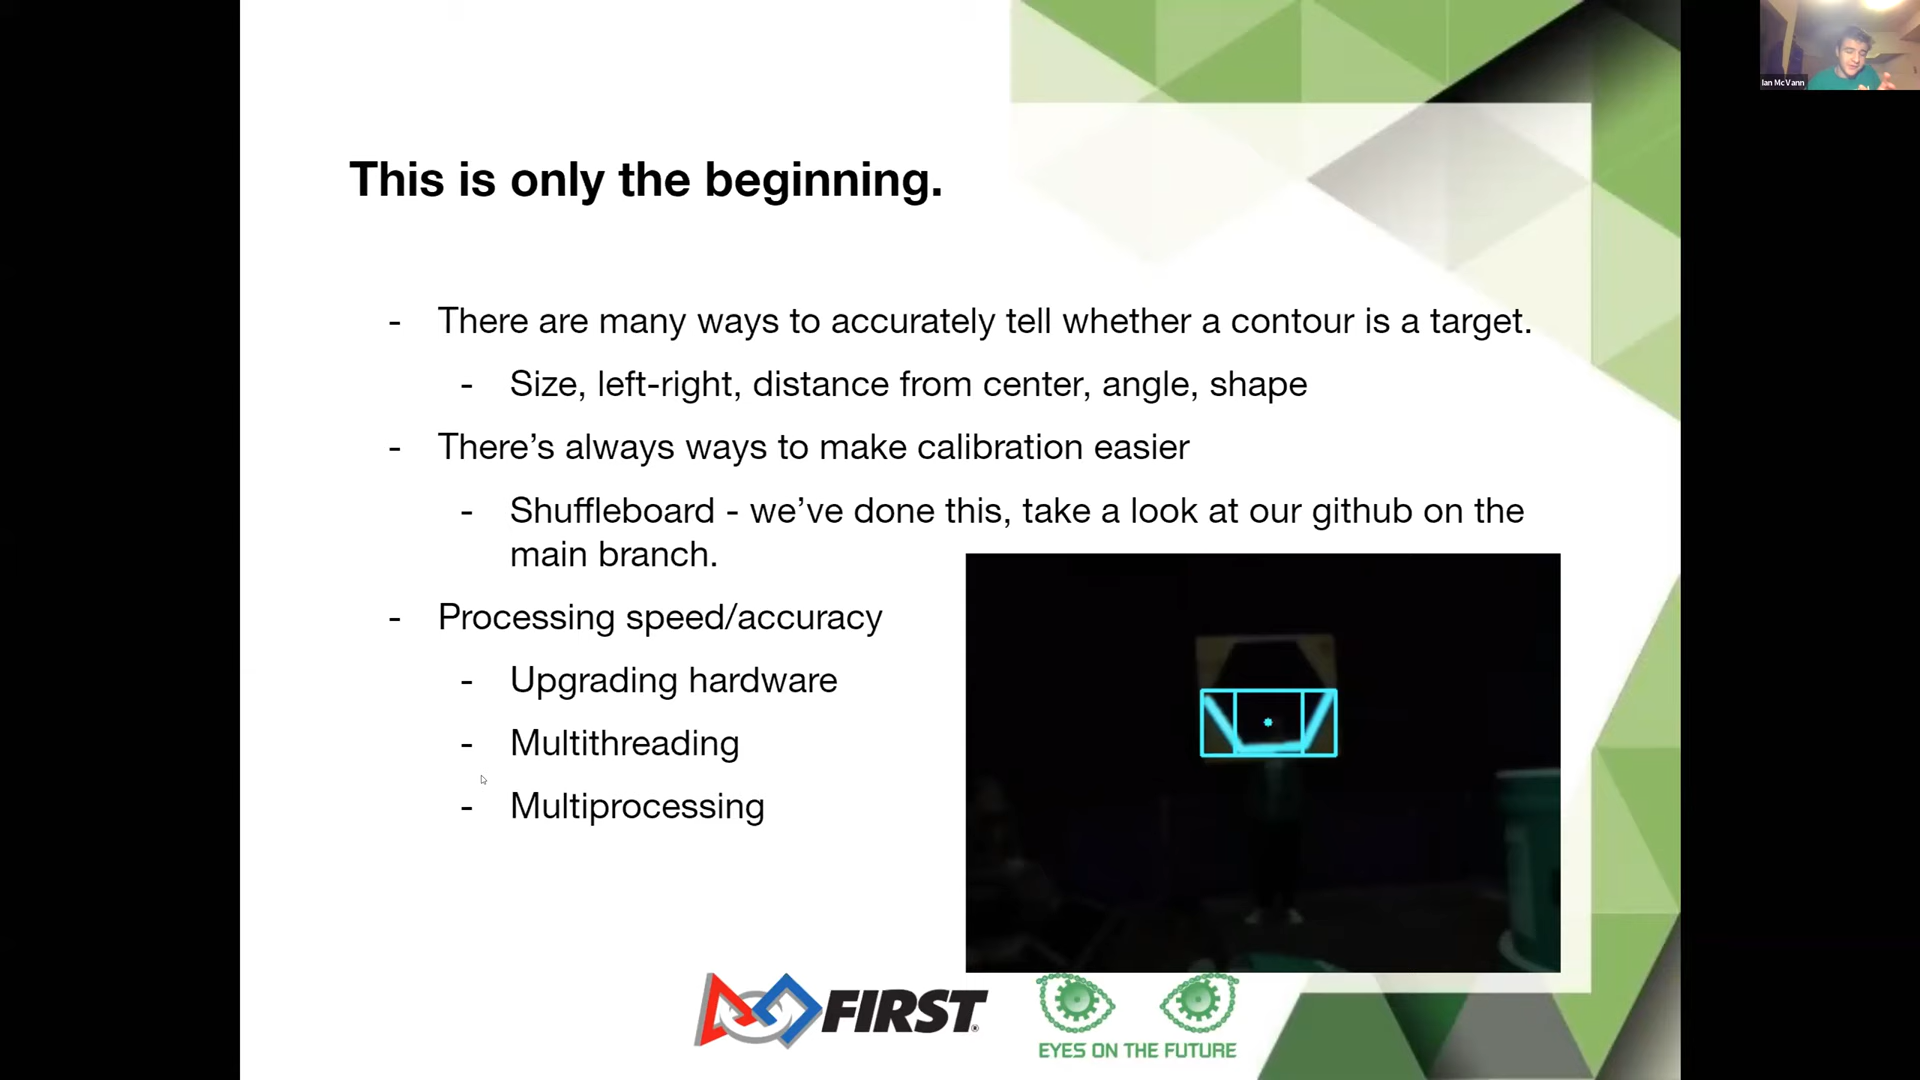 Ian McVann
This is only the beginning.
- There are many ways to accurately tell whether a contour is a target.
- Size, left-right, distance from center, angle, shape
- There’s always ways to make calibration easier
- Shuffleboard - we’ve done this, take a look at our github on the
main branch.
- Processing speed/accuracy
- Upgrading hardware
- Multithreading
- Multiprocessing
FIRST®
EYES ON THE FUTURE